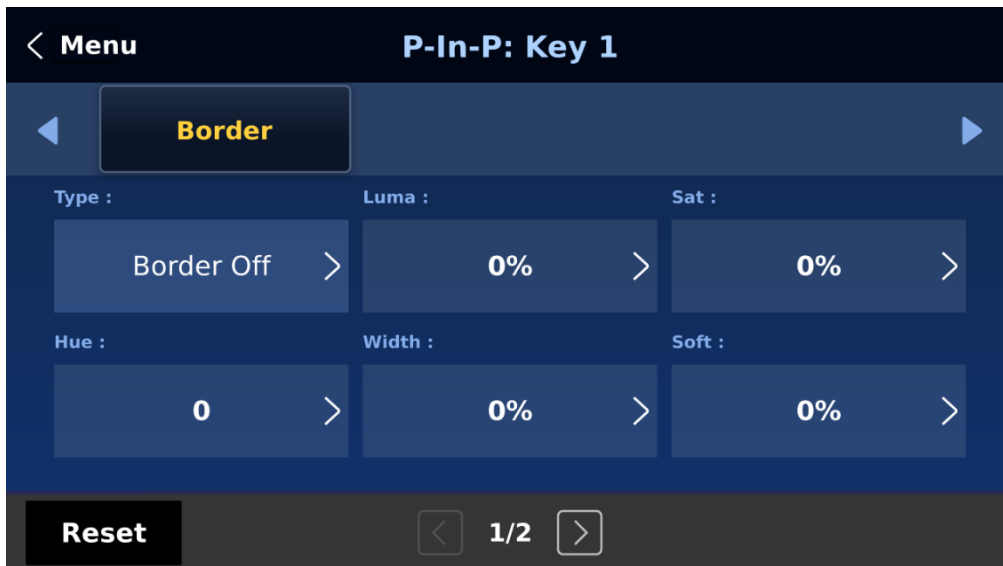 Menu
P-In-P: Key 1
Border
Type :
Luma :
Sat :
Border Off
0%
0%
Hue :
Width :
Soft :
0
0%
0%
Reset
1/2